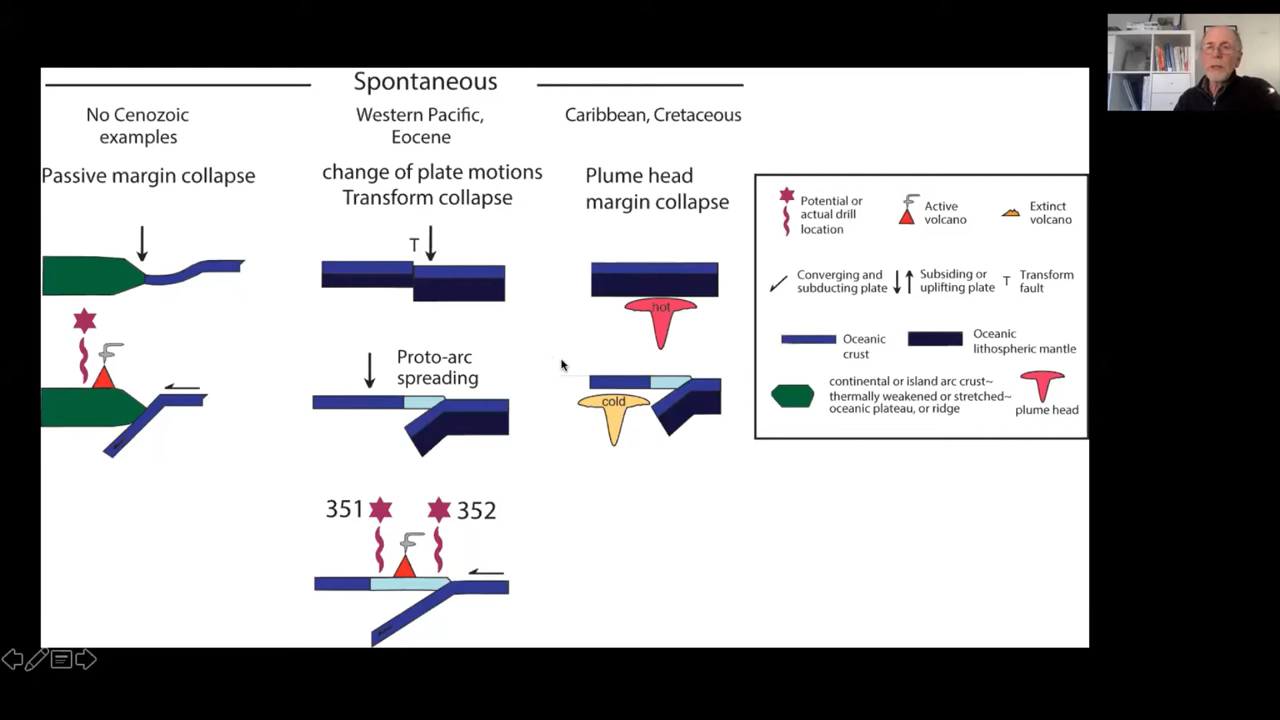 Spontaneous
No Cenozoic
examples
Western Pacific,
Eocene
Caribbean, Cretaceous
Passive margin collapse
change of plate motions
Transform collapse
Plume head
margin collapse
T
hot
Proto-arc
spreading
cold
351
352
Potential or
actual drill
location
Active
volcano
Extinct
volcano
Converging and
subducting plate
Subsiding or
uplifting plate
T
Transform
fault
Oceanic
crust
Oceanic
lithospheric mantle
continental or island arc crust~
thermally weakened or stretched~
oceanic plateau, or ridge
plume head